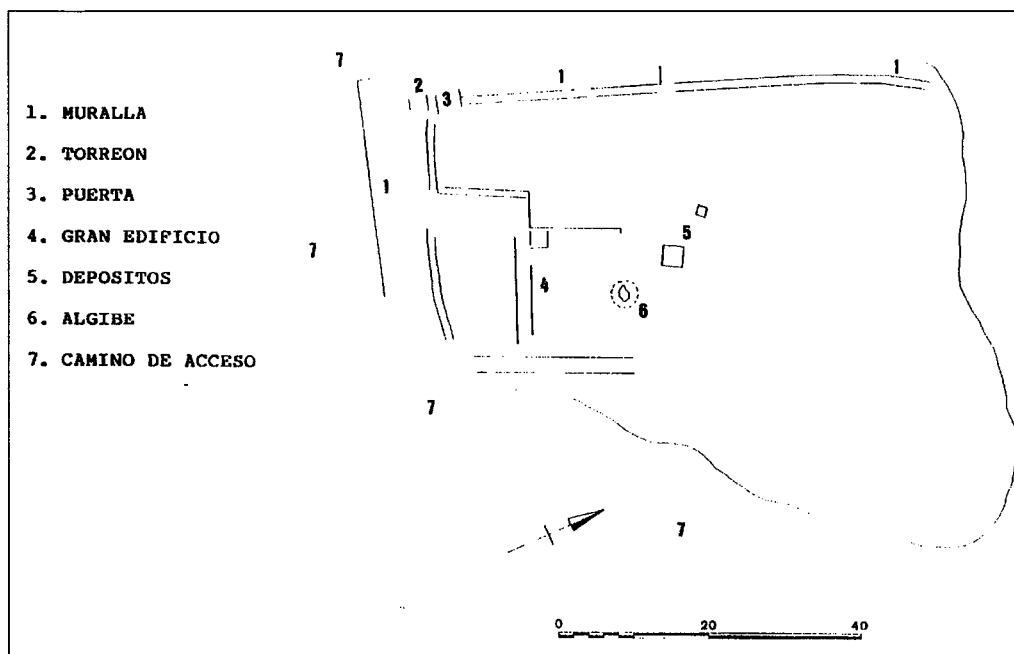 1. MURALLA
2. TORREON
3. PUERTA
4. GRAN EDIFICIO
5. DEPOSITOS
6. ALGIBE
7. CAMINO DE ACCESO
7
2
3
1
1
1
7
5
4
6
7
7
0 20 40